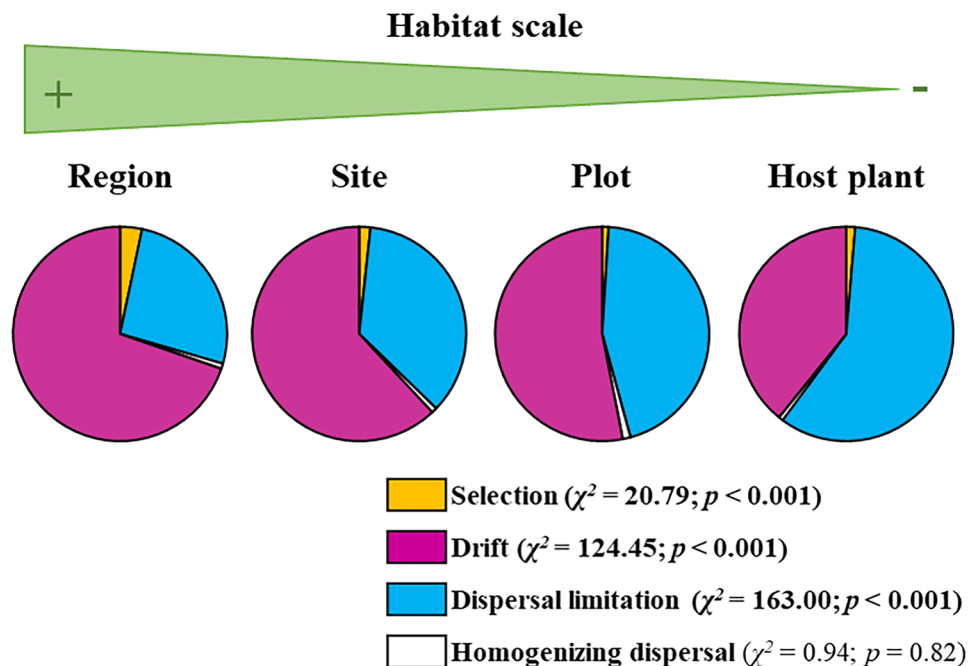 Habitat scale
+ -
Region Site Plot Host plant
Selection (χ² = 20.79; p < 0.001)
Drift (χ² = 124.45; p < 0.001)
Dispersal limitation (χ² = 163.00; p < 0.001)
Homogenizing dispersal (χ² = 0.94; p = 0.82)